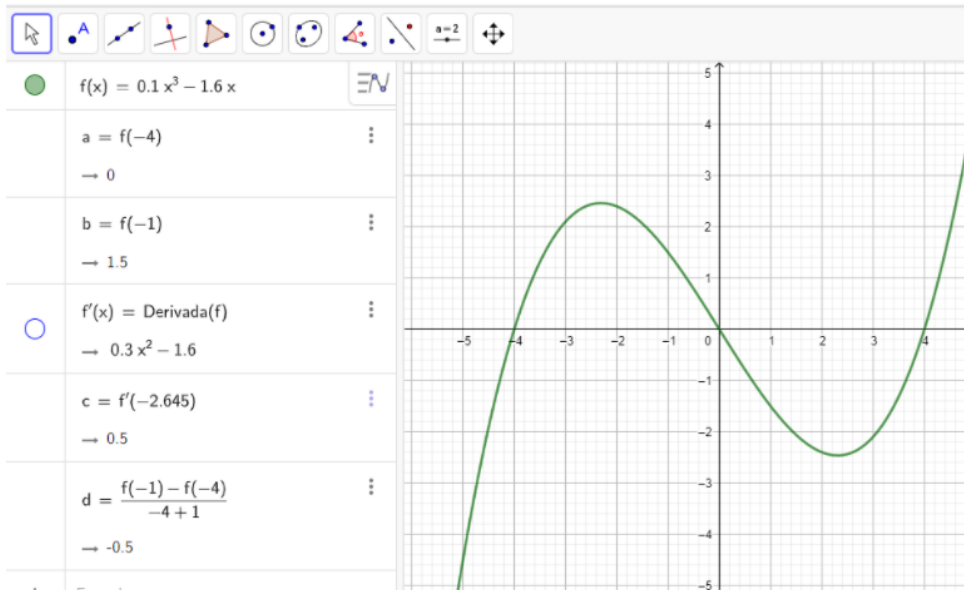 A
a=2
f(x) = 0.1 x³ − 1.6 x
a = f(−4)
→ 0
b = f(−1)
→ 1.5
f′(x) = Derivada(f)
→ 0.3 x² − 1.6
c = f′(−2.645)
→ 0.5
d = \frac{f(−1) − f(−4)}{−4 + 1}
→ -0.5
5
4
3
2
1
−5 −4 −3 −2 −1 0 1 2 3 4
−1
−2
−3
−4
−5